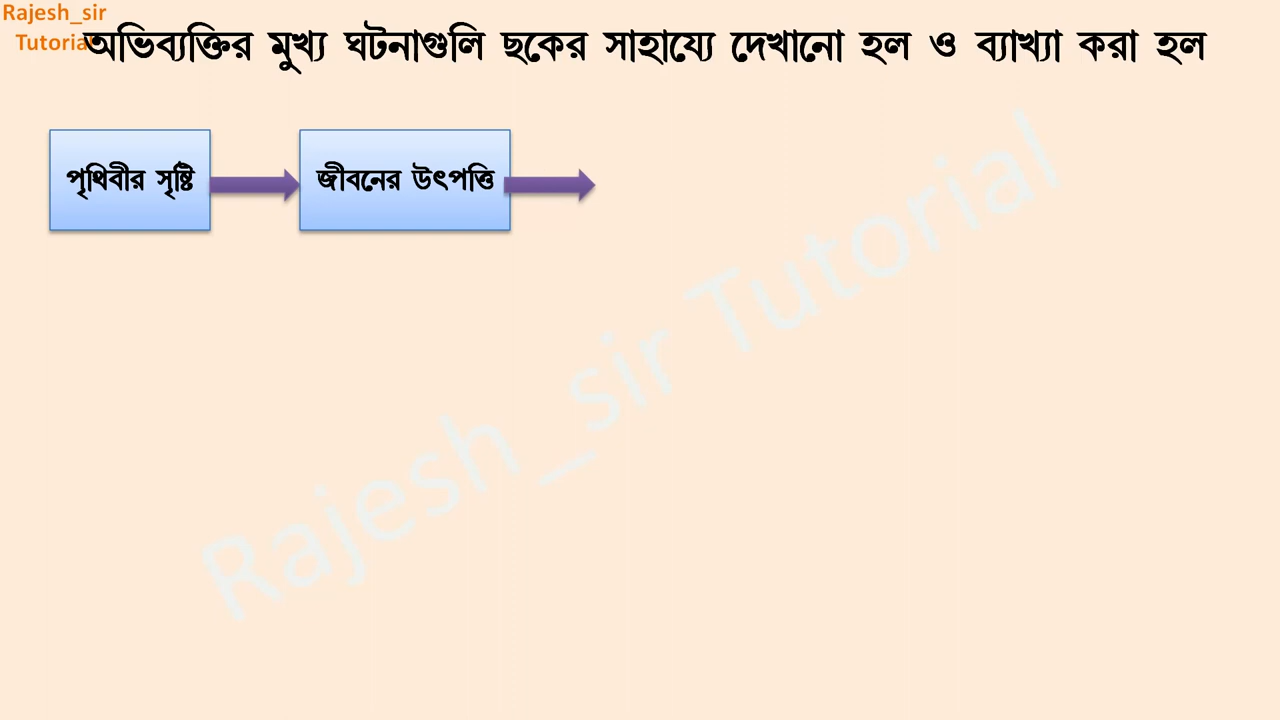 Rajesh_sir
Tutorial
অভিব্যক্তির মুখ্য ঘটনাগুলি ছকের সাহায্যে দেখানো হল ও ব্যাখ্যা করা হল
পৃথিবীর সৃষ্টি
জীবনের উৎপত্তি
Rajesh_sir Tutorial